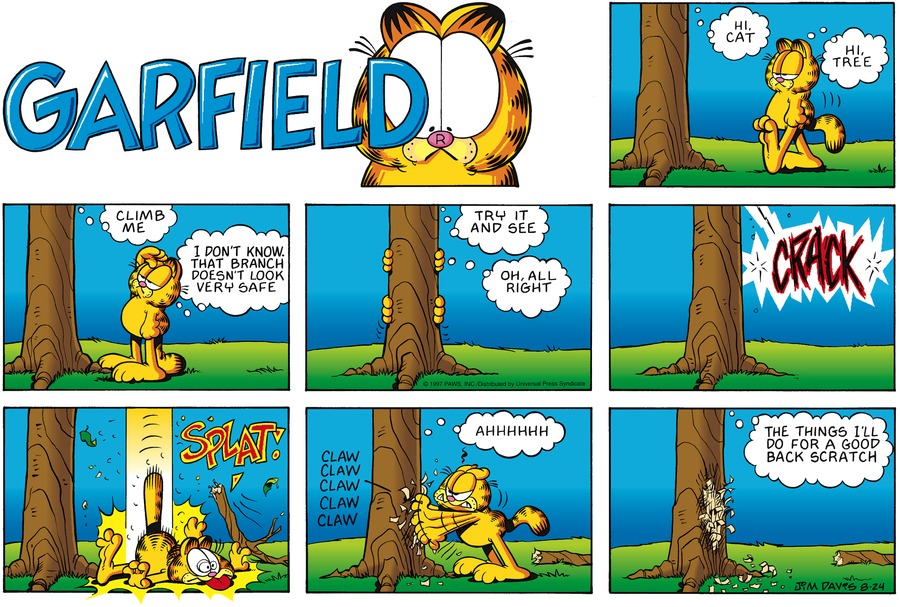 GARFIELD
R
HI,
CAT
HI,
TREE
CLIMB
ME
I DON'T KNOW.
THAT BRANCH
DOESN'T LOOK
VERY SAFE
TRY IT
AND SEE
OH, ALL
RIGHT
© 1997 PAWS, INC./Distributed by Universal Press Syndicate
CRACK
SPLAT!
CLAW
CLAW
CLAW
CLAW
CLAW
AHHHHHH
THE THINGS I'LL
DO FOR A GOOD
BACK SCRATCH
JIM DAVIS 8-24